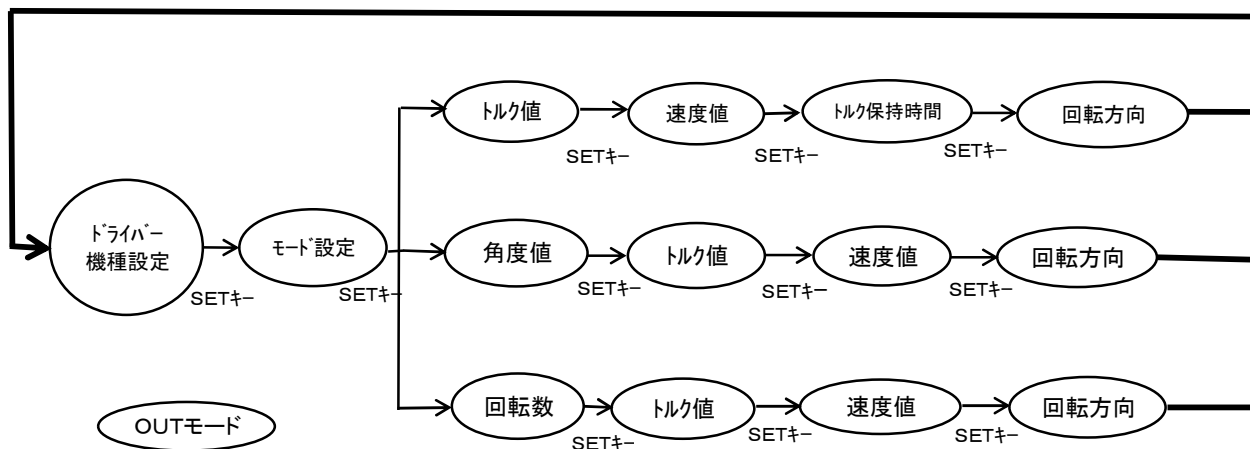 ﾄﾙｸ値
速度値
ﾄﾙｸ保持時間
回転方向
SETｷｰ
SETｷｰ
SETｷｰ
ﾄﾞﾗｲﾊﾞｰ
機種設定
ﾓｰﾄﾞ設定
角度値
ﾄﾙｸ値
速度値
回転方向
SETｷｰ
SETｷｰ
SETｷｰ
SETｷｰ
SETｷｰ
回転数
ﾄﾙｸ値
速度値
回転方向
OUTモード
SETｷｰ
SETｷｰ
SETｷｰ